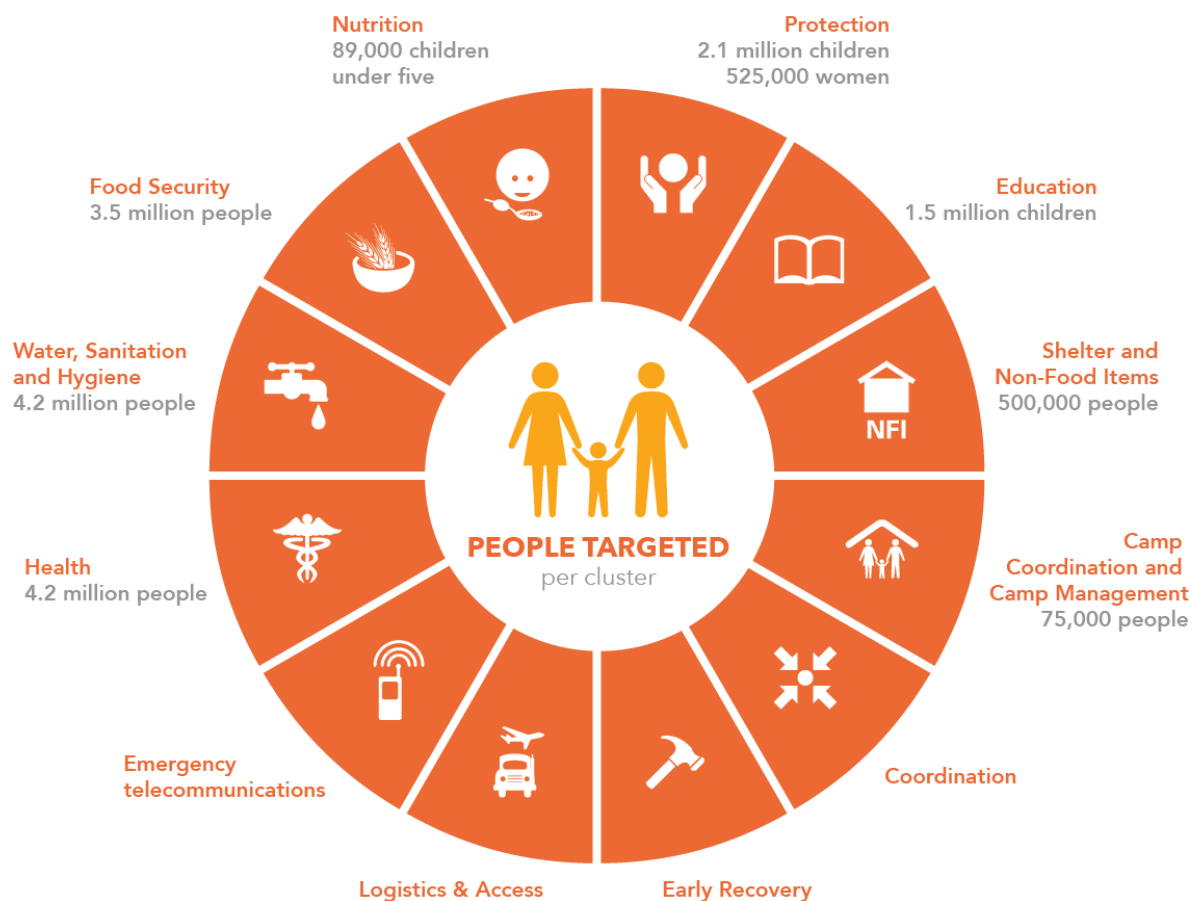 Nutrition
89,000 children
under five
Protection
2.1 million children
525,000 women
Food Security
3.5 million people
Education
1.5 million children
Water, Sanitation
and Hygiene
4.2 million people
Shelter and
Non-Food Items
500,000 people
NFI
PEOPLE TARGETED
per cluster
Health
4.2 million people
Camp
Coordination and
Camp Management
75,000 people
Emergency
telecommunications
Coordination
Logistics & Access
Early Recovery